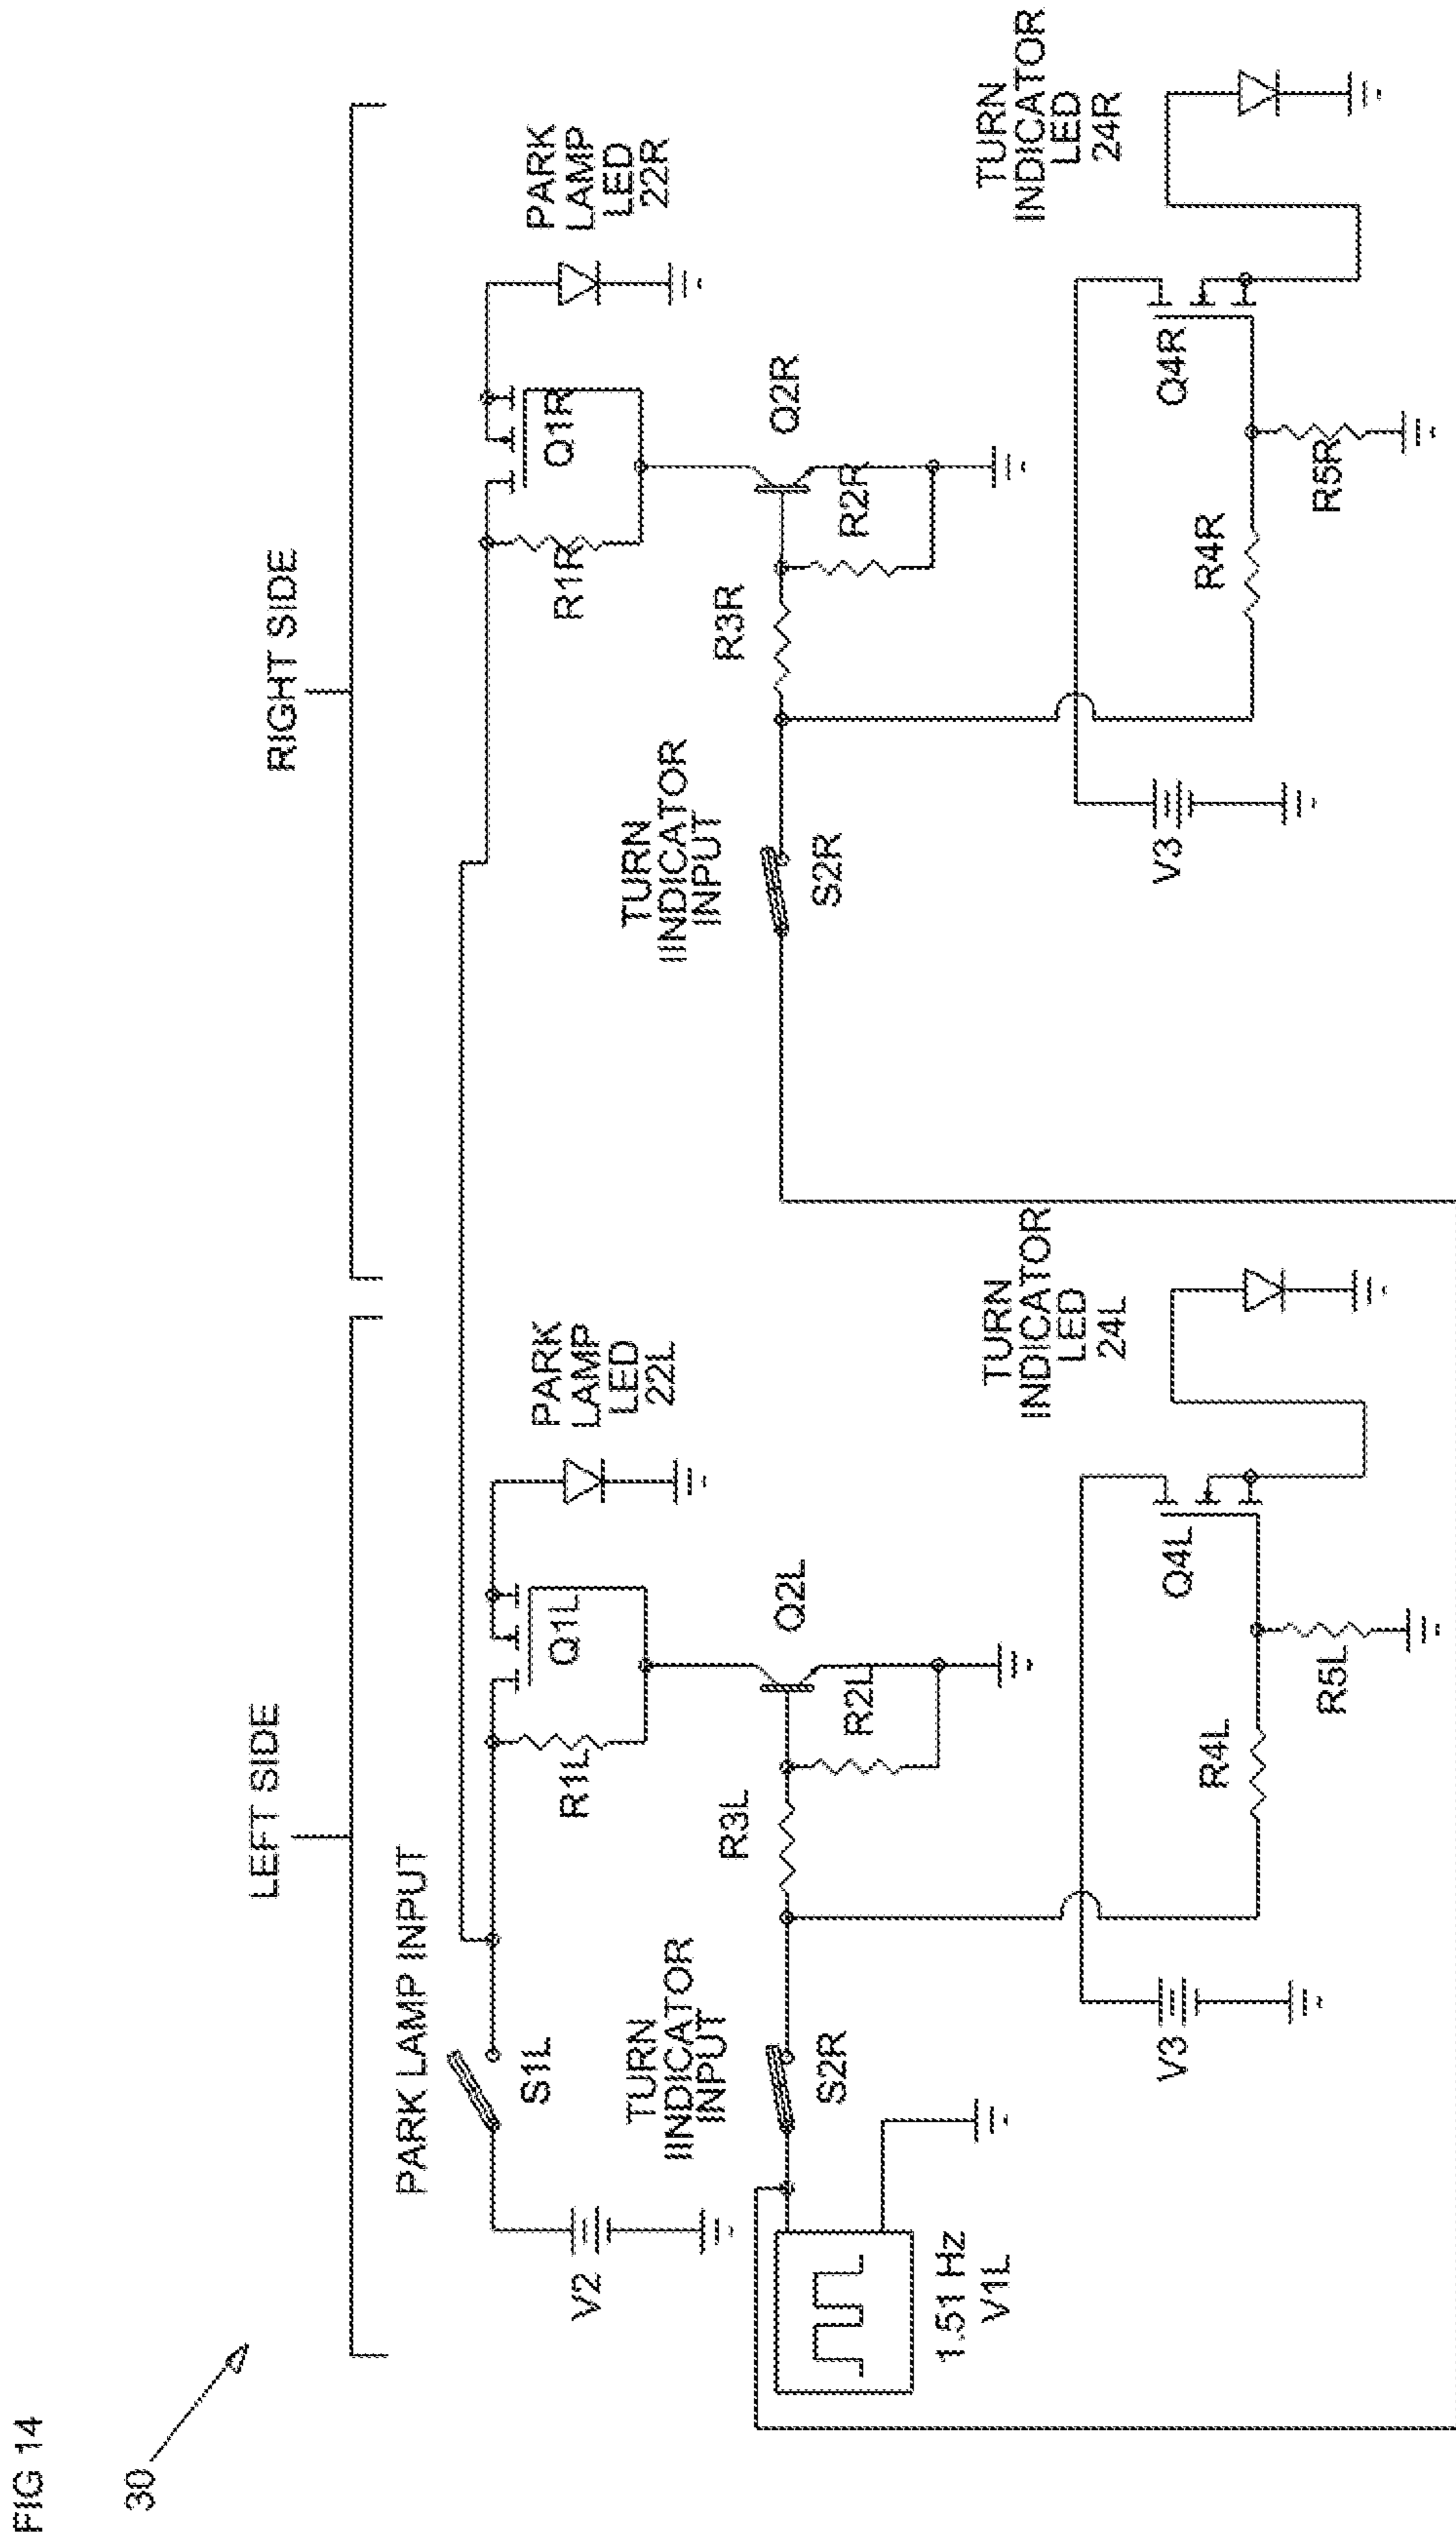 FIG 14
30
LEFT SIDE
RIGHT SIDE
PARK LAMP INPUT
S1L
V2
R1L
Q1L
PARK
LAMP
LED
22L
TURN
IINDICATOR
INPUT
S2R
1.51 Hz
V1L
R3L
R2L
Q2L
V3
R4L
R5L
Q4L
TURN
INDICATOR
LED
24L
R1R
Q1R
PARK
LAMP
LED
22R
TURN
IINDICATOR
INPUT
S2R
R3R
R2R
Q2R
V3
R4R
R5R
Q4R
TURN
INDICATOR
LED
24R